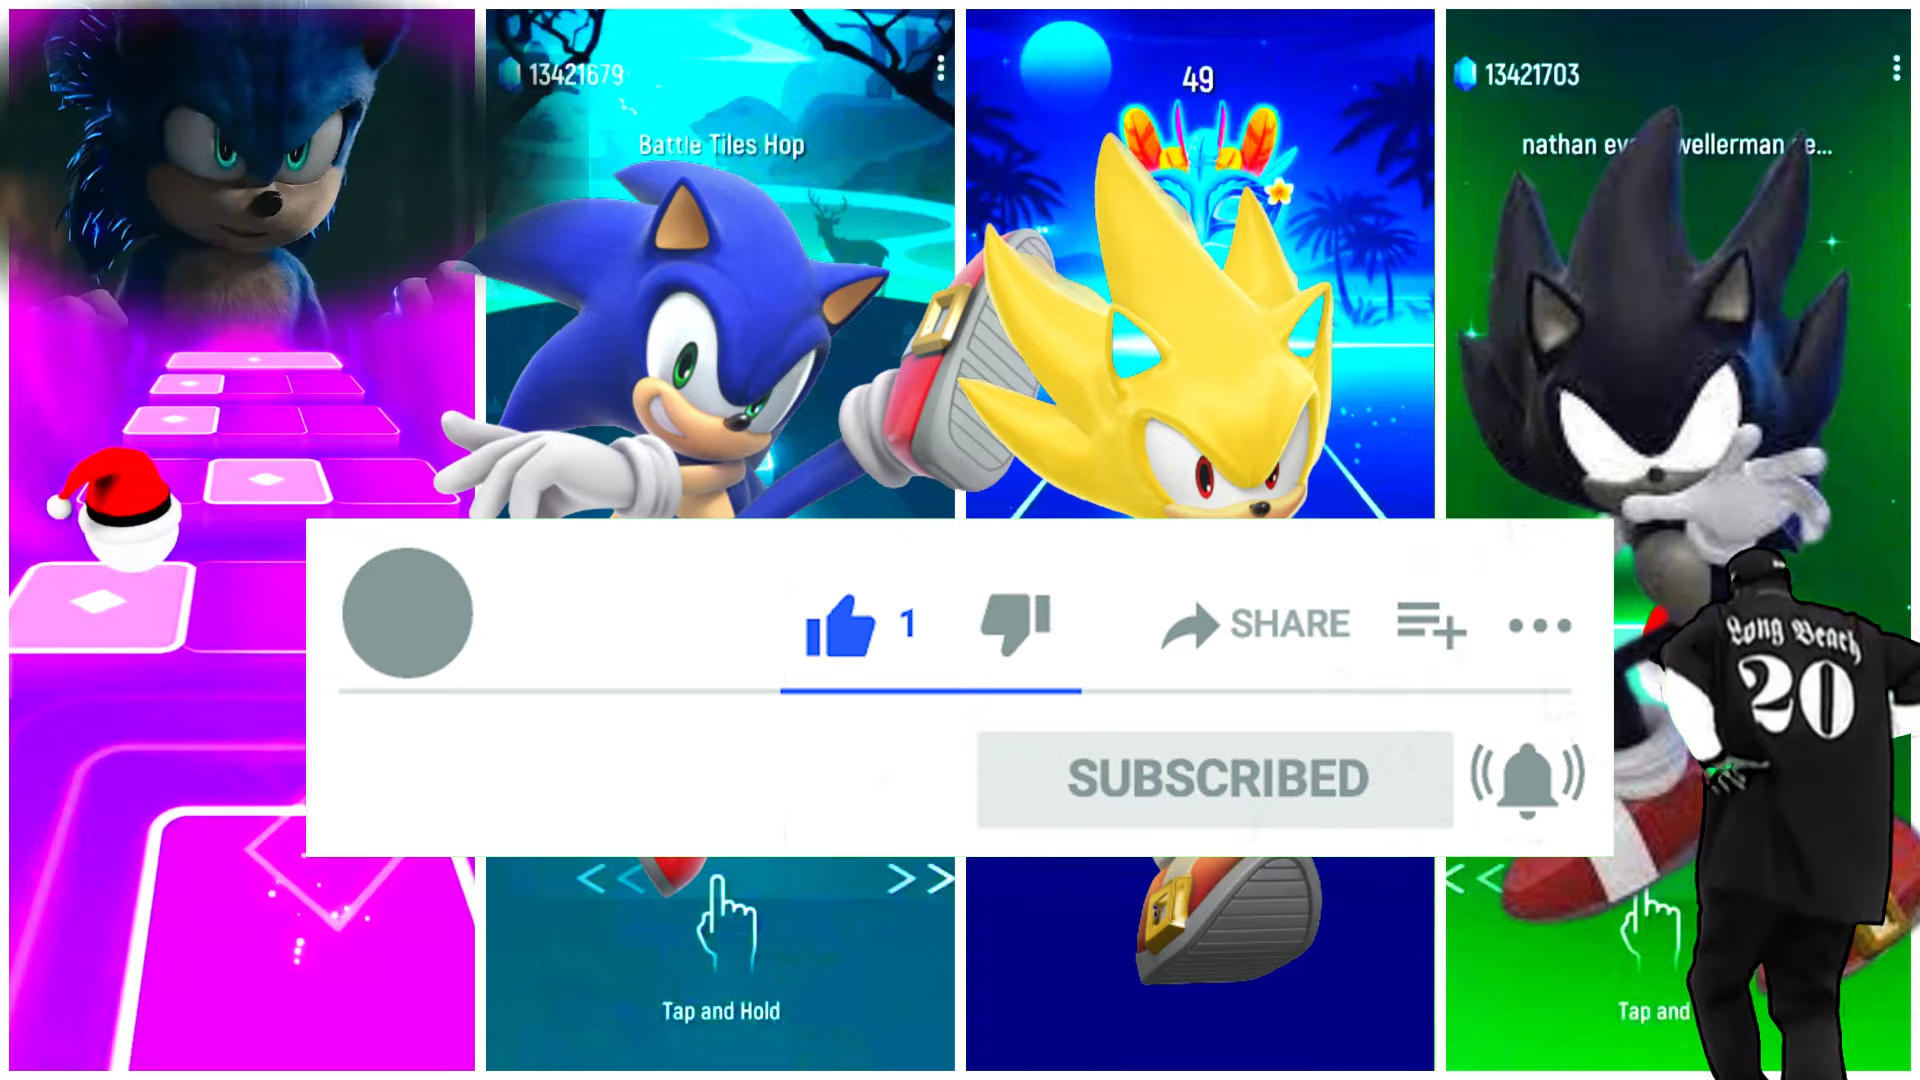 13421679
Battle Tiles Hop
49
13421703
nathan wellerman
1
SHARE
SUBSCRIBED
Long Beach
20
Tap and Hold
Tap and